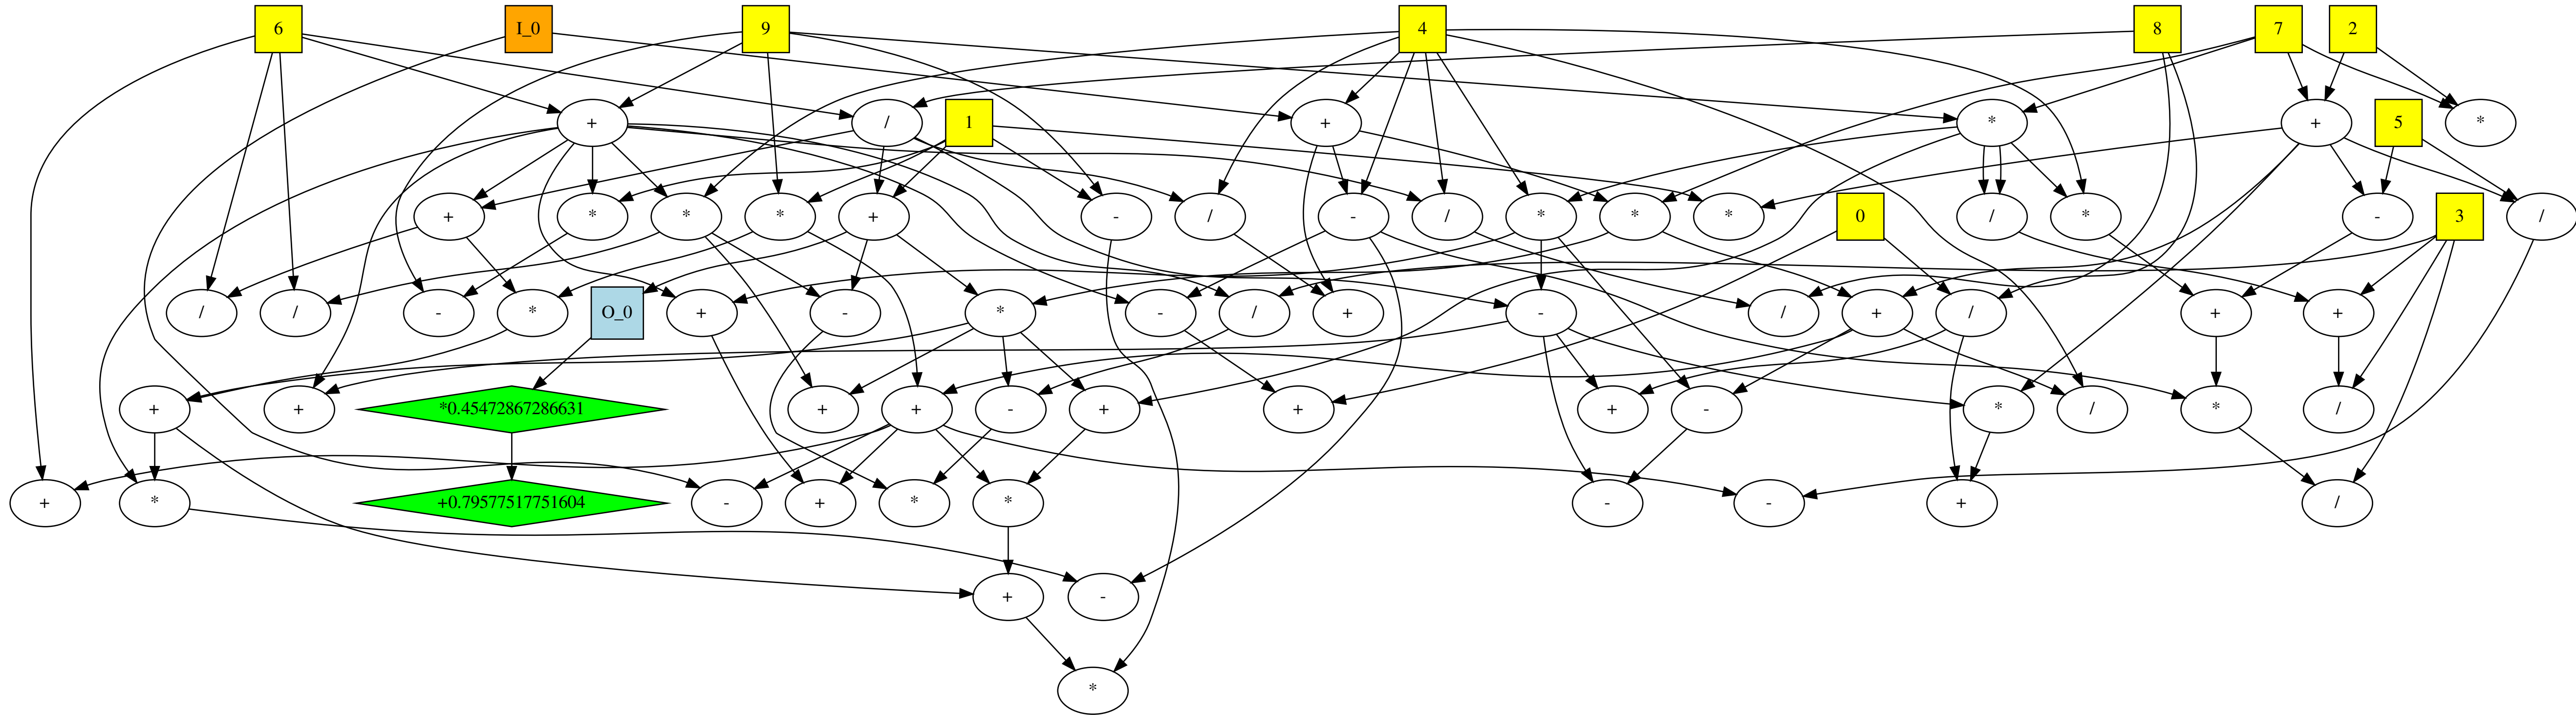 6 I_0 9 4 8 7 2
+ / 1 + * + 5 *
+ * * * + - / - / * * * 0 / * - / 3
/ / - * O_0 + - * - / + - / + / + +
+ + *0.45472867286631 + + - + + + - * / * /
+ * +0.79577517751604 - + * * - - + /
+ -
*